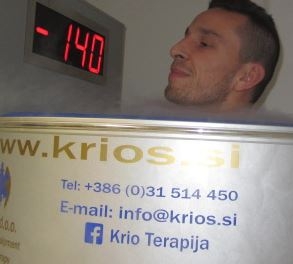 -140
www.krios.si
Tel: +386 (0)31 514 450
E-mail: info@krios.si
d.o.o.
Krio Terapija